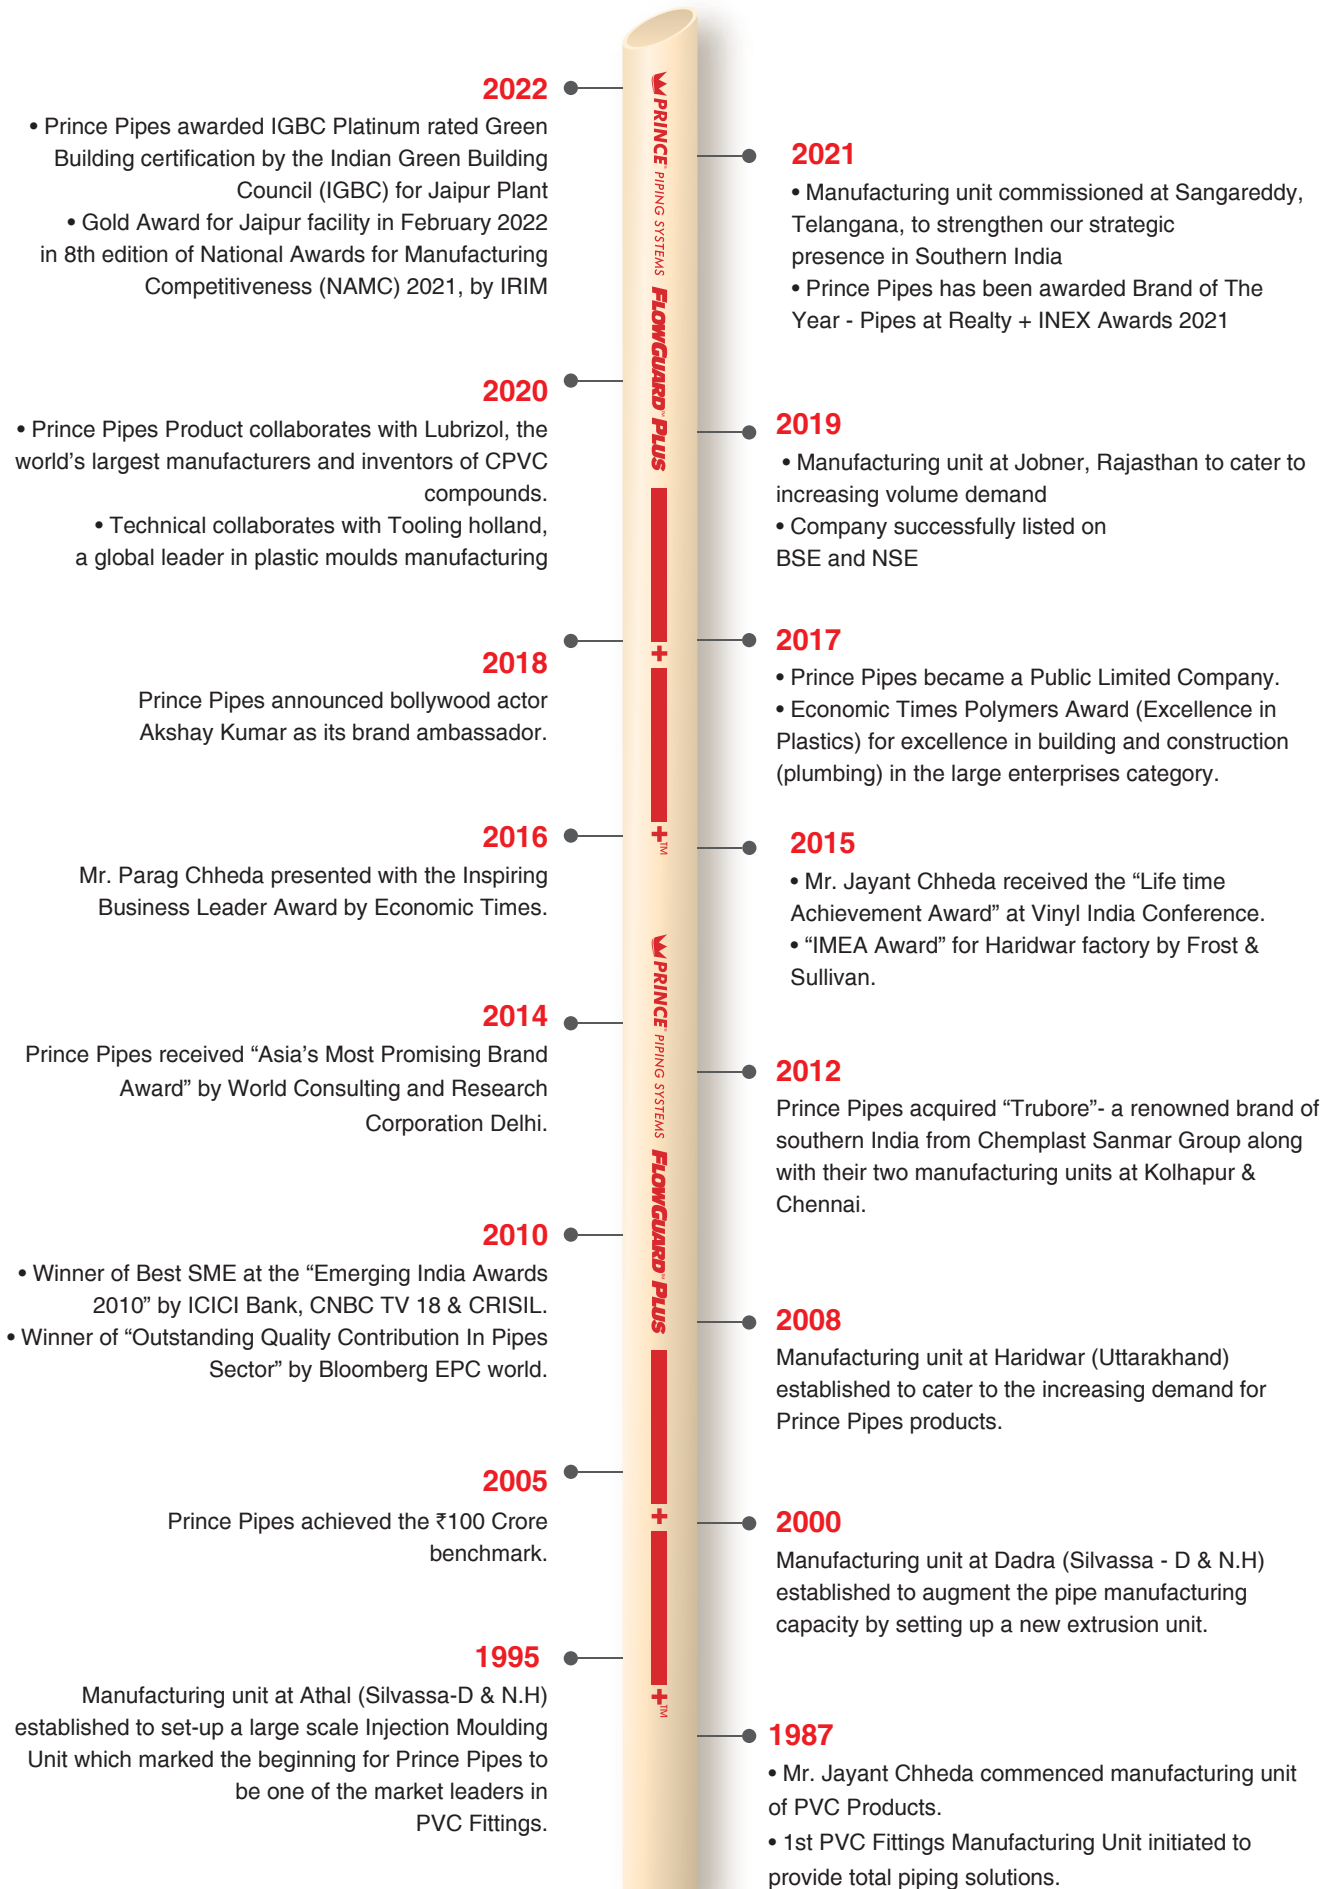 2022
• Prince Pipes awarded IGBC Platinum rated Green
Building certification by the Indian Green Building
Council (IGBC) for Jaipur Plant
• Gold Award for Jaipur facility in February 2022
in 8th edition of National Awards for Manufacturing
Competitiveness (NAMC) 2021, by IRIM
2021
• Manufacturing unit commissioned at Sangareddy,
Telangana, to strengthen our strategic
presence in Southern India
• Prince Pipes has been awarded Brand of The
Year - Pipes at Realty + INEX Awards 2021
2020
• Prince Pipes Product collaborates with Lubrizol, the
world’s largest manufacturers and inventors of CPVC
compounds.
• Technical collaborates with Tooling holland,
a global leader in plastic moulds manufacturing
2019
• Manufacturing unit at Jobner, Rajasthan to cater to
increasing volume demand
• Company successfully listed on
BSE and NSE
2018
Prince Pipes announced bollywood actor
Akshay Kumar as its brand ambassador.
2017
• Prince Pipes became a Public Limited Company.
• Economic Times Polymers Award (Excellence in
Plastics) for excellence in building and construction
(plumbing) in the large enterprises category.
2016
Mr. Parag Chheda presented with the Inspiring
Business Leader Award by Economic Times.
2015
• Mr. Jayant Chheda received the “Life time
Achievement Award” at Vinyl India Conference.
• “IMEA Award” for Haridwar factory by Frost &
Sullivan.
2014
Prince Pipes received “Asia’s Most Promising Brand
Award” by World Consulting and Research
Corporation Delhi.
2012
Prince Pipes acquired “Trubore”- a renowned brand of
southern India from Chemplast Sanmar Group along
with their two manufacturing units at Kolhapur &
Chennai.
2010
• Winner of Best SME at the “Emerging India Awards
2010” by ICICI Bank, CNBC TV 18 & CRISIL.
• Winner of “Outstanding Quality Contribution In Pipes
Sector” by Bloomberg EPC world.
2008
Manufacturing unit at Haridwar (Uttarakhand)
established to cater to the increasing demand for
Prince Pipes products.
2005
Prince Pipes achieved the ₹100 Crore
benchmark.
2000
Manufacturing unit at Dadra (Silvassa - D & N.H)
established to augment the pipe manufacturing
capacity by setting up a new extrusion unit.
1995
Manufacturing unit at Athal (Silvassa-D & N.H)
established to set-up a large scale Injection Moulding
Unit which marked the beginning for Prince Pipes to
be one of the market leaders in
PVC Fittings.
1987
• Mr. Jayant Chheda commenced manufacturing unit
of PVC Products.
• 1st PVC Fittings Manufacturing Unit initiated to
provide total piping solutions.
PRINCE® PIPING SYSTEMS FLOWGUARD™ PLUS + +™
PRINCE® PIPING SYSTEMS FLOWGUARD™ PLUS + +™